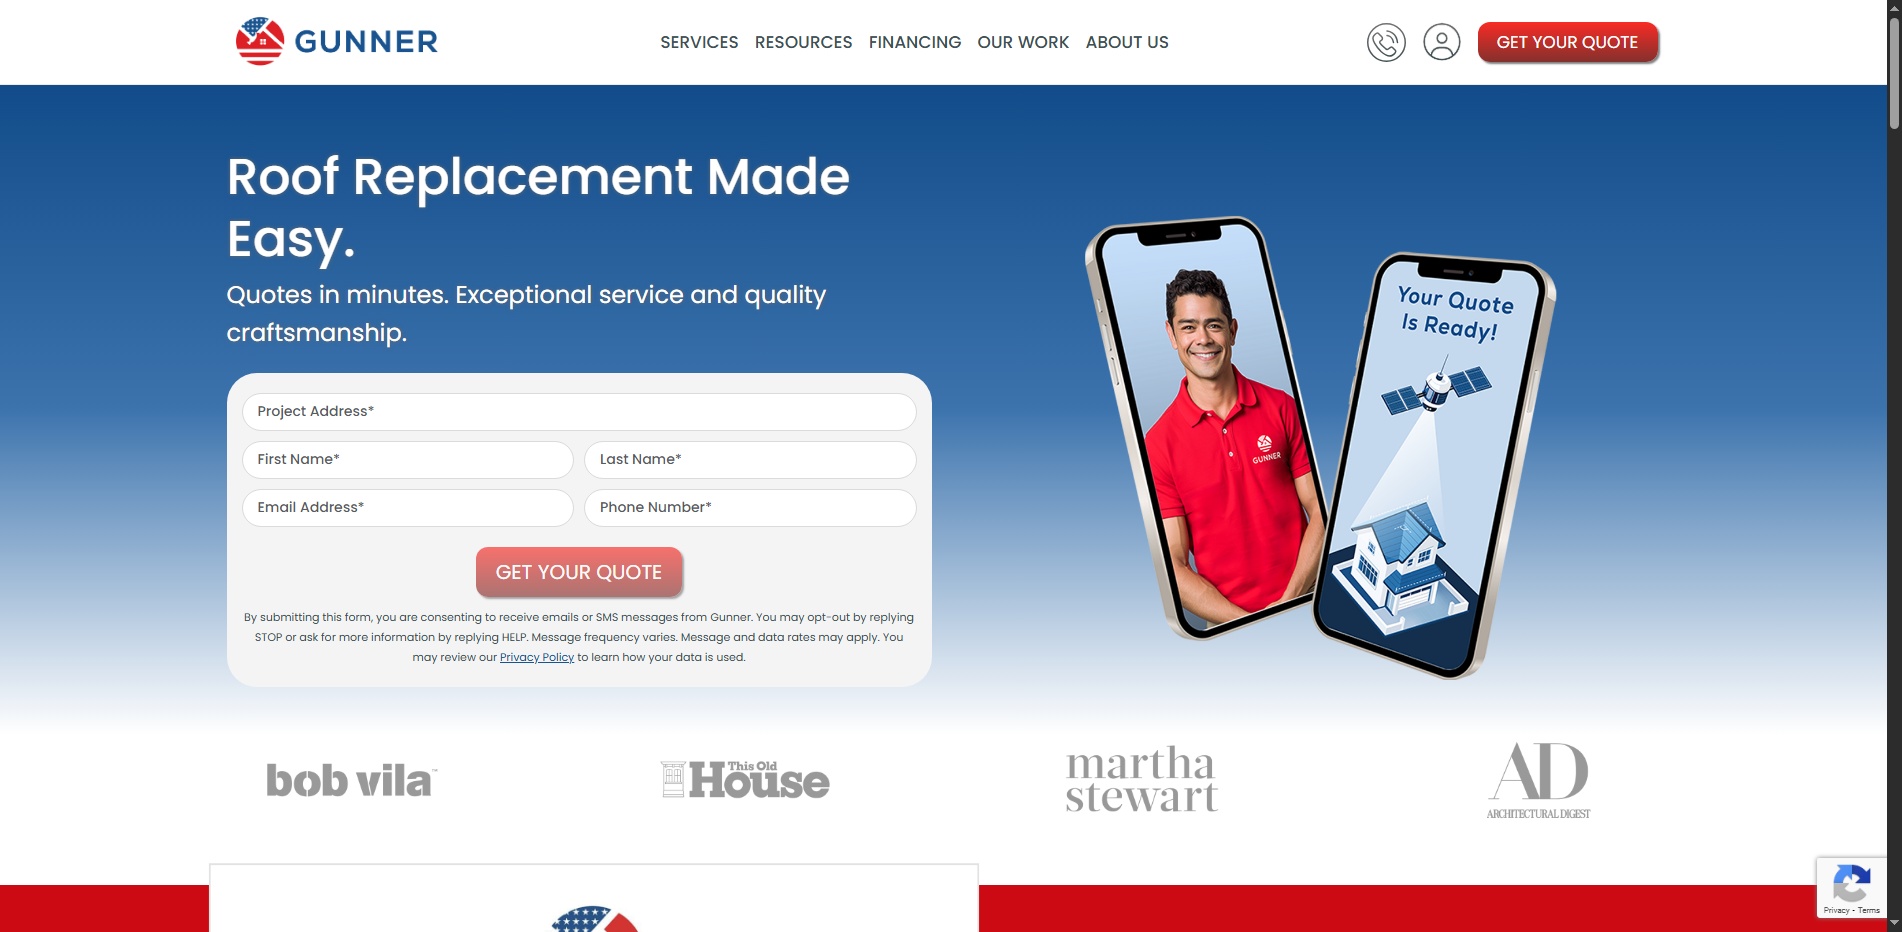 GUNNER
SERVICES RESOURCES FINANCING OUR WORK ABOUT US
GET YOUR QUOTE
Roof Replacement Made
Easy.
Quotes in minutes. Exceptional service and quality
craftsmanship.
Project Address*
First Name*
Last Name*
Email Address*
Phone Number*
GET YOUR QUOTE
By submitting this form, you are consenting to receive emails or SMS messages from Gunner. You may opt-out by replying
STOP or ask for more information by replying HELP. Message frequency varies. Message and data rates may apply. You
may review our Privacy Policy to learn how your data is used.
GUNNER
Your Quote
Is Ready!
bob vila™
This Old
House
martha
stewart
AD
ARCHITECTURAL DIGEST
Privacy - Terms